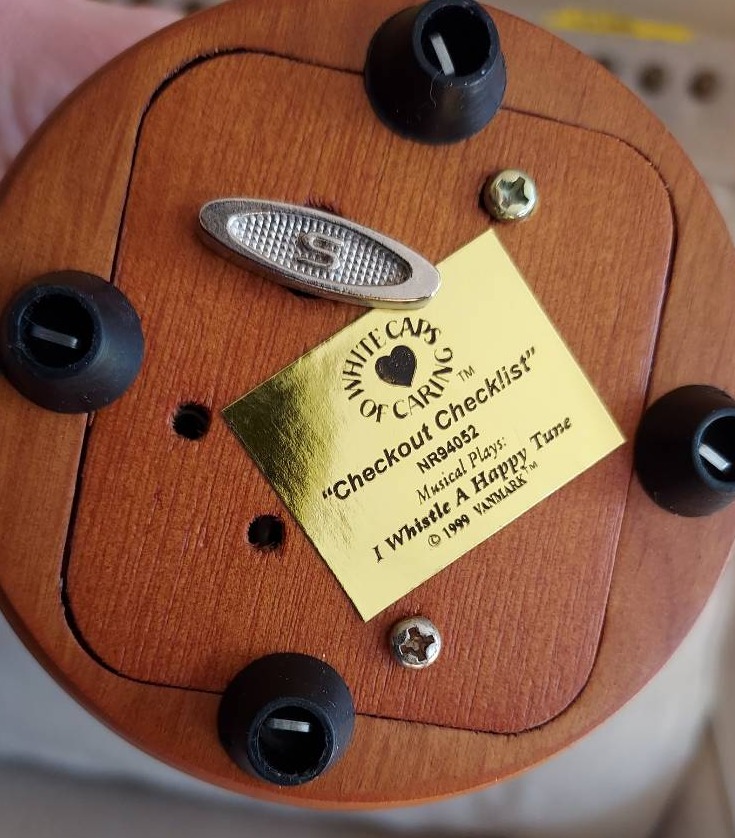 S
WHITE CAPS
OF CARING™
"Checkout Checklist"
NR94052
Musical Plays:
I Whistle A Happy Tune
© 1999 VANMARK™